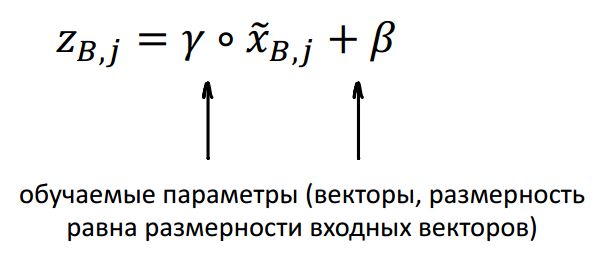 z_{B,j} = γ ∘ x̃_{B,j} + β
обучаемые параметры (векторы, размерность
равна размерности входных векторов)